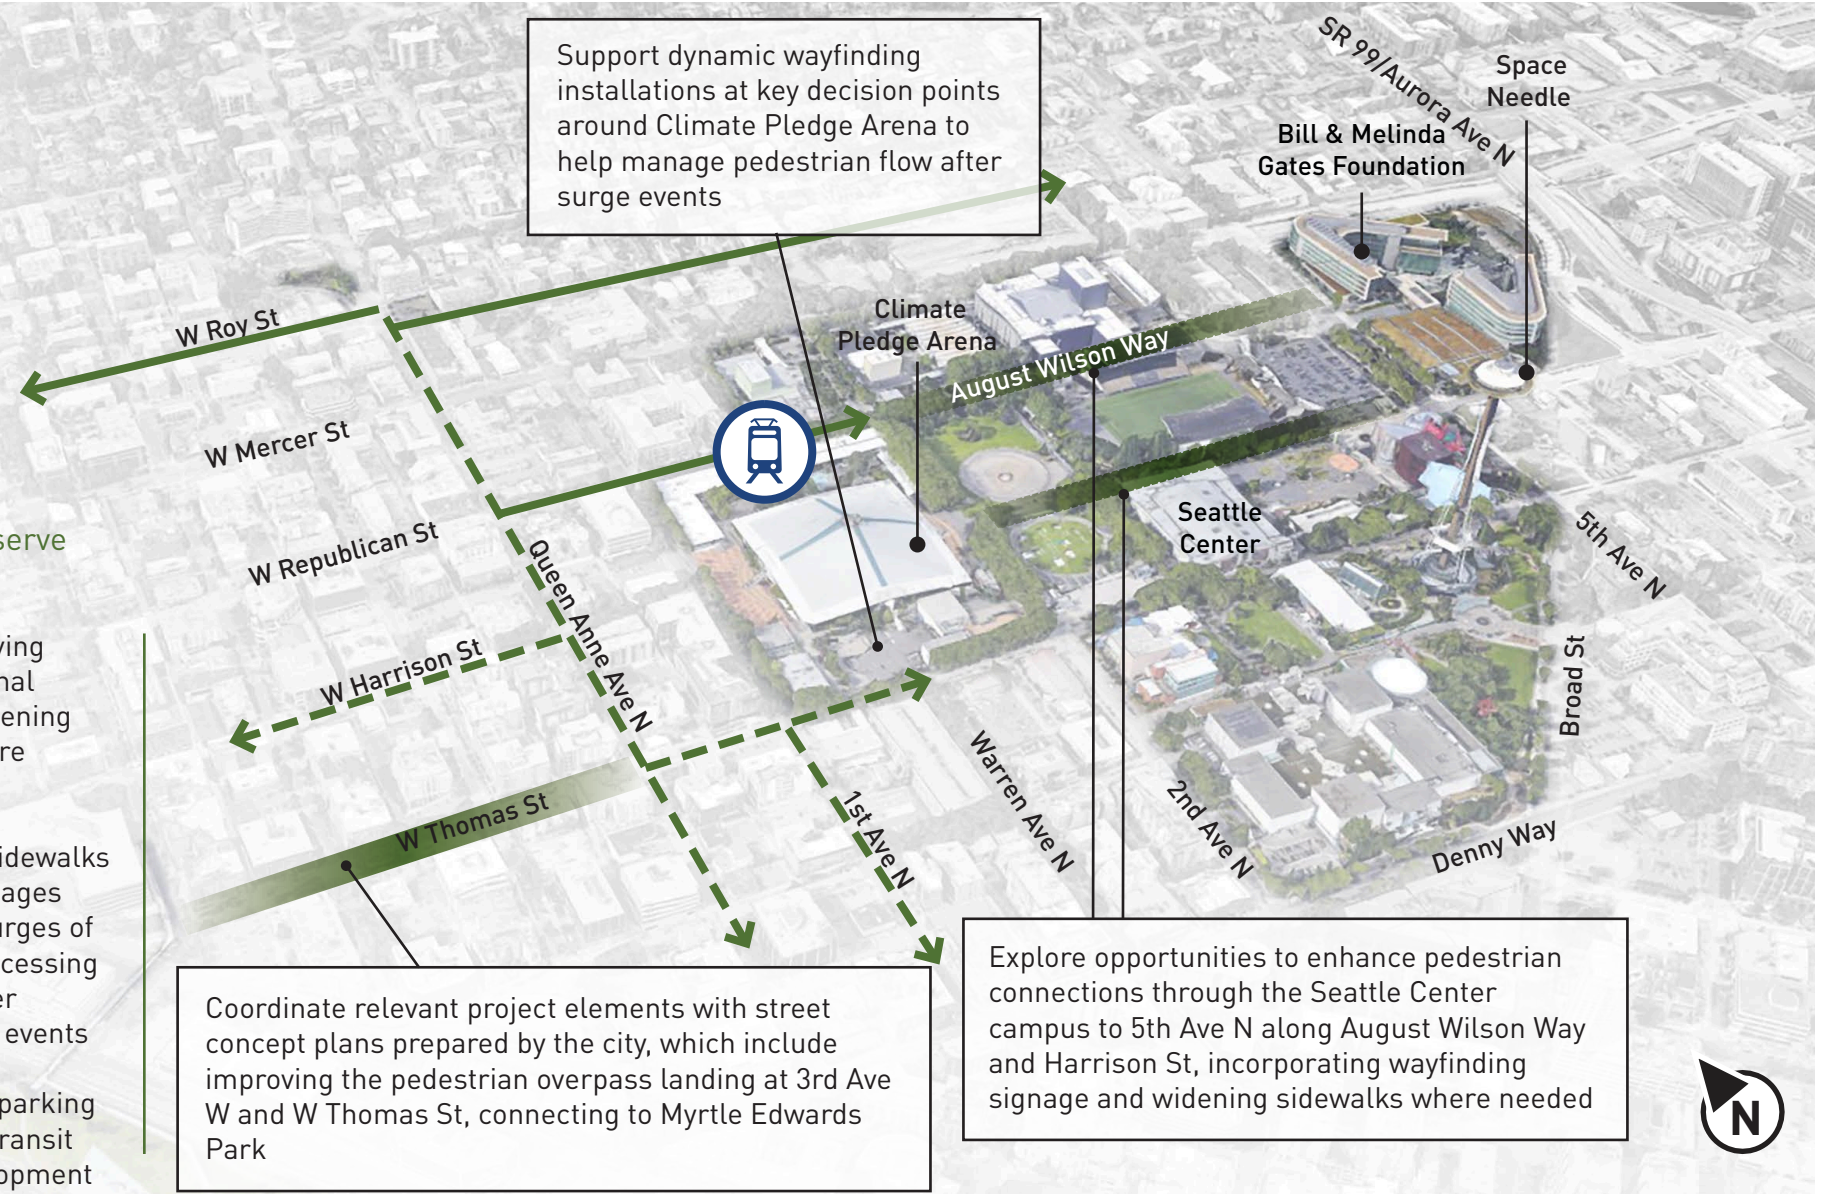 Support dynamic wayfinding
installations at key decision points
around Climate Pledge Arena to
help manage pedestrian flow after
surge events
SR 99/Aurora Ave N
Space
Needle
Bill & Melinda
Gates Foundation
W Roy St
Climate
Pledge Arena
August Wilson Way
W Mercer St
Seattle
Center
W Republican St
Queen Anne Ave N
5th Ave N
W Harrison St
Broad St
W Thomas St
1st Ave N
Warren Ave N
2nd Ave N
Denny Way
serve
ving
nal
ening
re
idewalks
ages
urges of
cessing
er
events
parking
ransit
opment
Coordinate relevant project elements with street
concept plans prepared by the city, which include
improving the pedestrian overpass landing at 3rd Ave
W and W Thomas St, connecting to Myrtle Edwards
Park
Explore opportunities to enhance pedestrian
connections through the Seattle Center
campus to 5th Ave N along August Wilson Way
and Harrison St, incorporating wayfinding
signage and widening sidewalks where needed
N